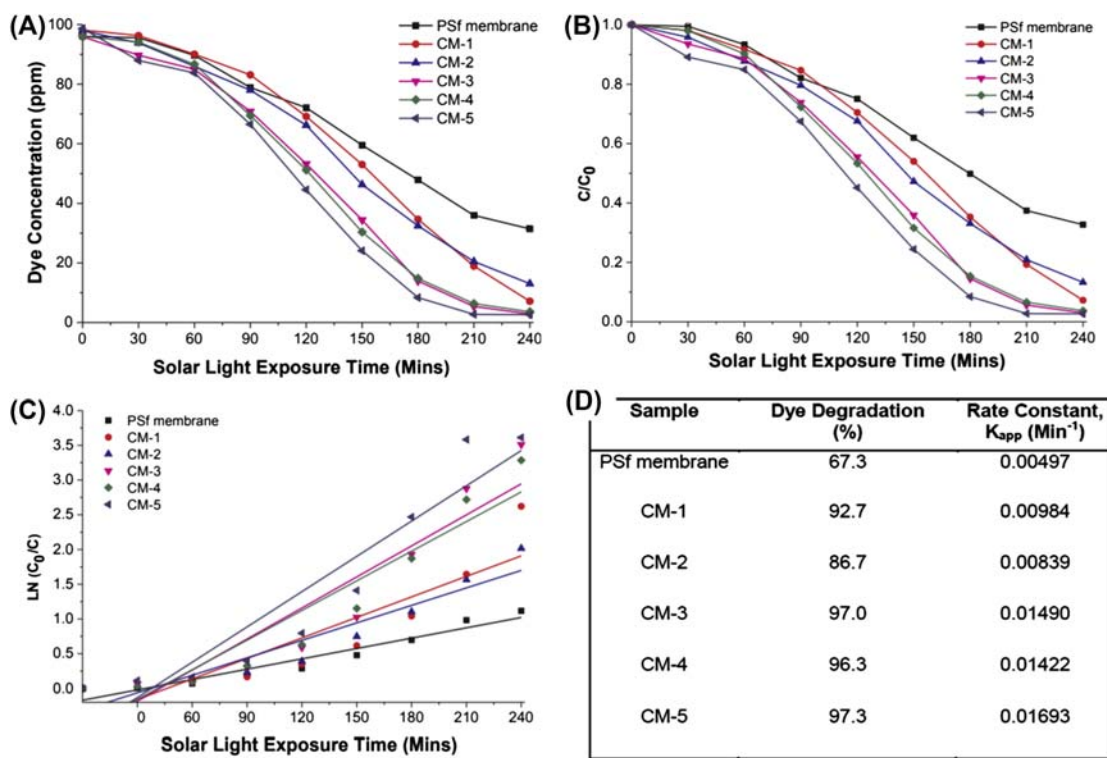 (A)
100
80
60
40
20
0
Dye Concentration (ppm)
PSf membrane
CM-1
CM-2
CM-3
CM-4
CM-5
0 30 60 90 120 150 180 210 240
Solar Light Exposure Time (Mins)
(B)
1.0
0.8
0.6
0.4
0.2
0.0
C/C0
PSf membrane
CM-1
CM-2
CM-3
CM-4
CM-5
0 30 60 90 120 150 180 210 240
Solar Light Exposure Time (Mins)
(C)
4.0
3.5
3.0
2.5
2.0
1.5
1.0
0.5
0.0
LN (C0/C)
PSf membrane
CM-1
CM-2
CM-3
CM-4
CM-5
0 30 60 90 120 150 180 210 240
Solar Light Exposure Time (Mins)
(D)
Sample Dye Degradation Rate Constant,
(%) Kapp (Min-1)
PSf membrane 67.3 0.00497
CM-1 92.7 0.00984
CM-2 86.7 0.00839
CM-3 97.0 0.01490
CM-4 96.3 0.01422
CM-5 97.3 0.01693